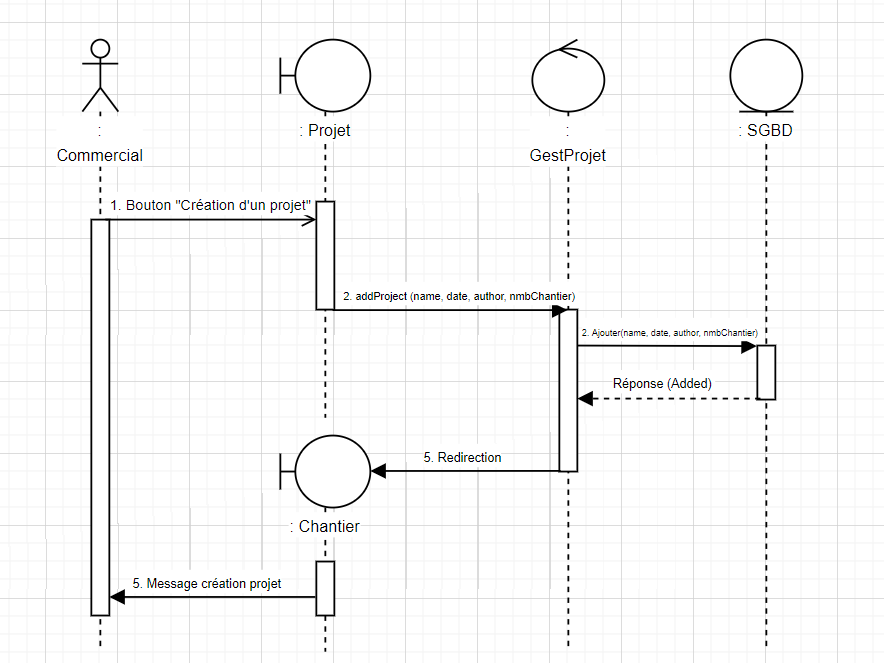 :
Commercial
: Projet
:
GestProjet
: SGBD
1. Bouton "Création d'un projet"
2. addProject (name, date, author, nmbChantier)
2. Ajouter(name, date, author, nmbChantier)
Réponse (Added)
5. Redirection
: Chantier
5. Message création projet